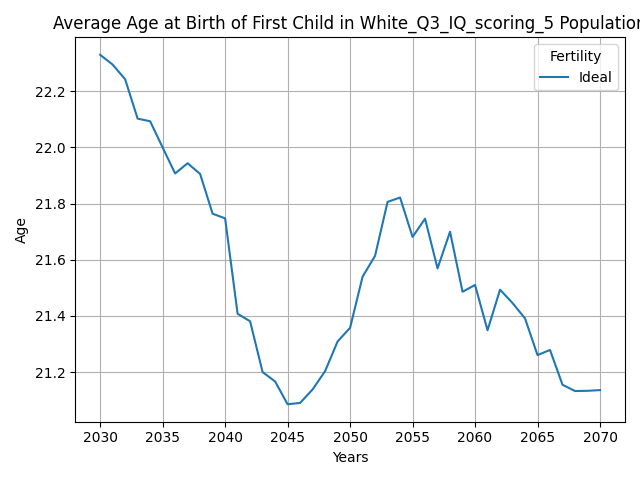 Average Age at Birth of First Child in White_Q3_IQ_scoring_5 Population
Fertility
Ideal
22.2
22.0
21.8
21.6
21.4
21.2
Age
2030 2035 2040 2045 2050 2055 2060 2065 2070
Years